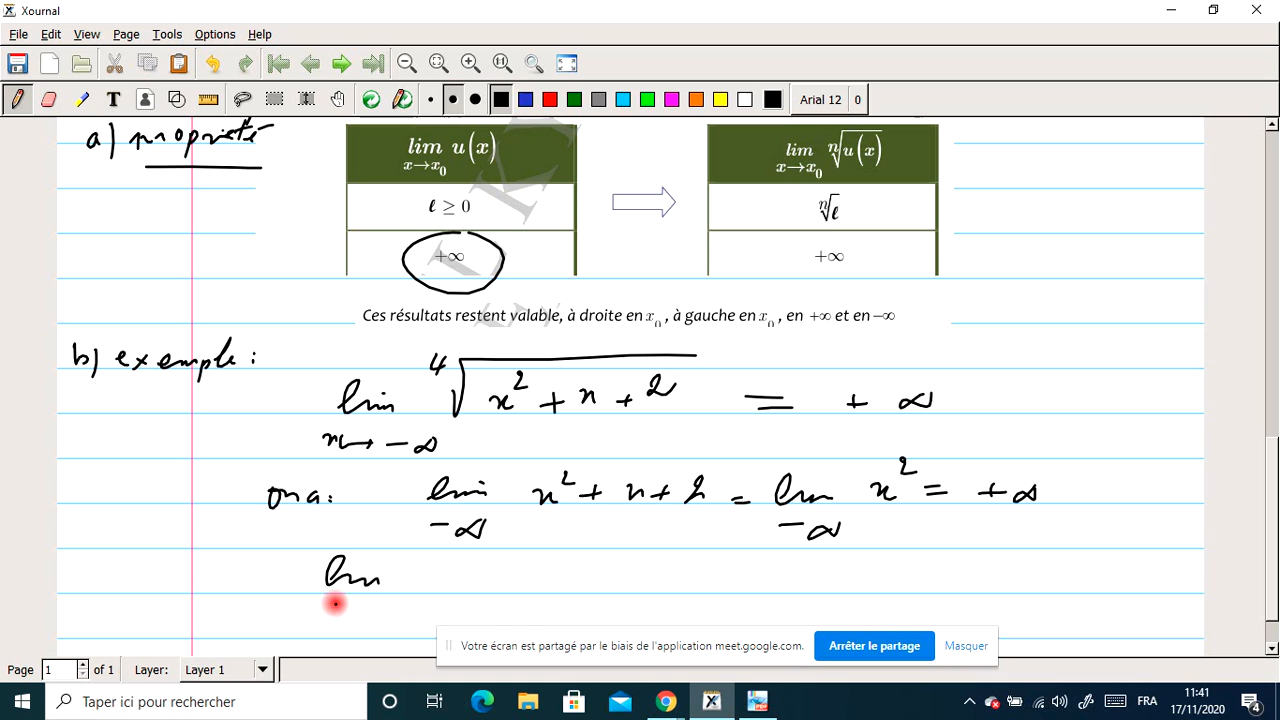 Xournal
File Edit View Page Tools Options Help
Arial 12 0
a) propriété
lim u(x) x→x₀
lim ⁿ√u(x) x→x₀
ℓ ≥ 0
ⁿ√ℓ
+∞
+∞
Ces résultats restent valable, à droite en x₀ , à gauche en x₀ , en +∞ et en −∞
b) exemple :
lim ⁴√x² + x + 2 = + ∞
x → − ∞
on a : lim x² + x + 2 = lim x² = + ∞
− ∞ − ∞
lim
Votre écran est partagé par le biais de l'application meet.google.com. Arrêter le partage Masquer
Page 1 of 1 Layer: Layer 1
Taper ici pour rechercher
FRA
11:41
17/11/2020
4